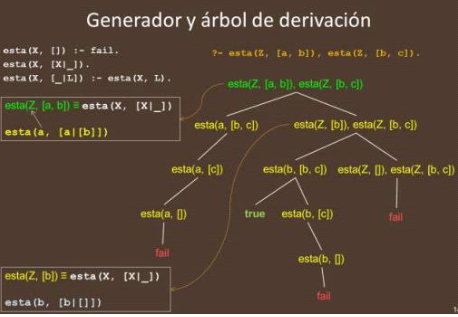 Generador y árbol de derivación
esta(X, []) :- fail.
esta(X, [X|_]).
esta(X, [_|L]) :- esta(X, L).
?- esta(Z, [a, b]), esta(Z, [b, c]).
esta(Z, [a, b]), esta(Z, [b, c])
esta(Z, [a, b]) ≡ esta(X, [X|_])
esta(a, [a|[b]])
esta(a, [b, c])
esta(Z, [b]), esta(Z, [b, c])
esta(a, [c])
esta(b, [b, c])
esta(Z, []), esta(Z, [b, c])
esta(a, [])
true
esta(b, [c])
fail
fail
esta(b, [])
fail
esta(Z, [b]) ≡ esta(X, [X|_])
esta(b, [b|[]])